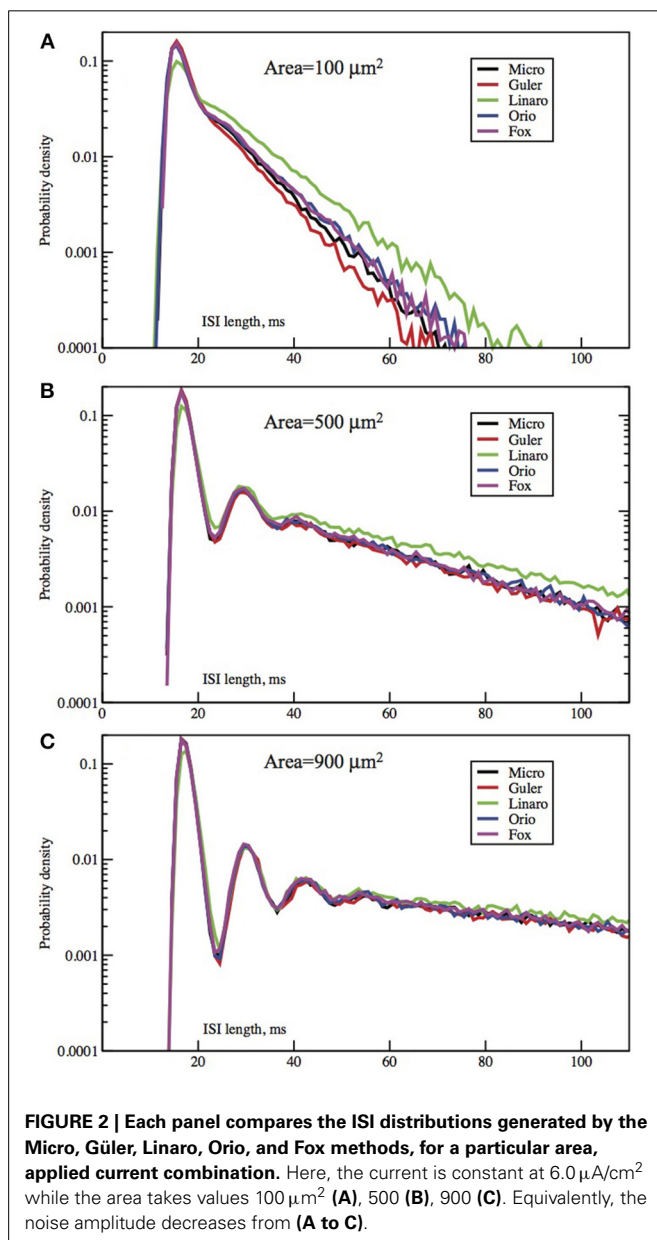 A
Area=100 μm²
Probability density
0.1
0.01
0.001
0.0001
Micro
Guler
Linaro
Orio
Fox
ISI length, ms
20
40
60
80
100
B
Area=500 μm²
Probability density
0.1
0.01
0.001
0.0001
Micro
Guler
Linaro
Orio
Fox
ISI length, ms
20
40
60
80
100
C
Area=900 μm²
Probability density
0.1
0.01
0.001
0.0001
Micro
Guler
Linaro
Orio
Fox
ISI length, ms
20
40
60
80
100
FIGURE 2 | Each panel compares the ISI distributions generated by the
Micro, Güler, Linaro, Orio, and Fox methods, for a particular area,
applied current combination. Here, the current is constant at 6.0 μA/cm²
while the area takes values 100 μm² (A), 500 (B), 900 (C). Equivalently, the
noise amplitude decreases from (A to C).